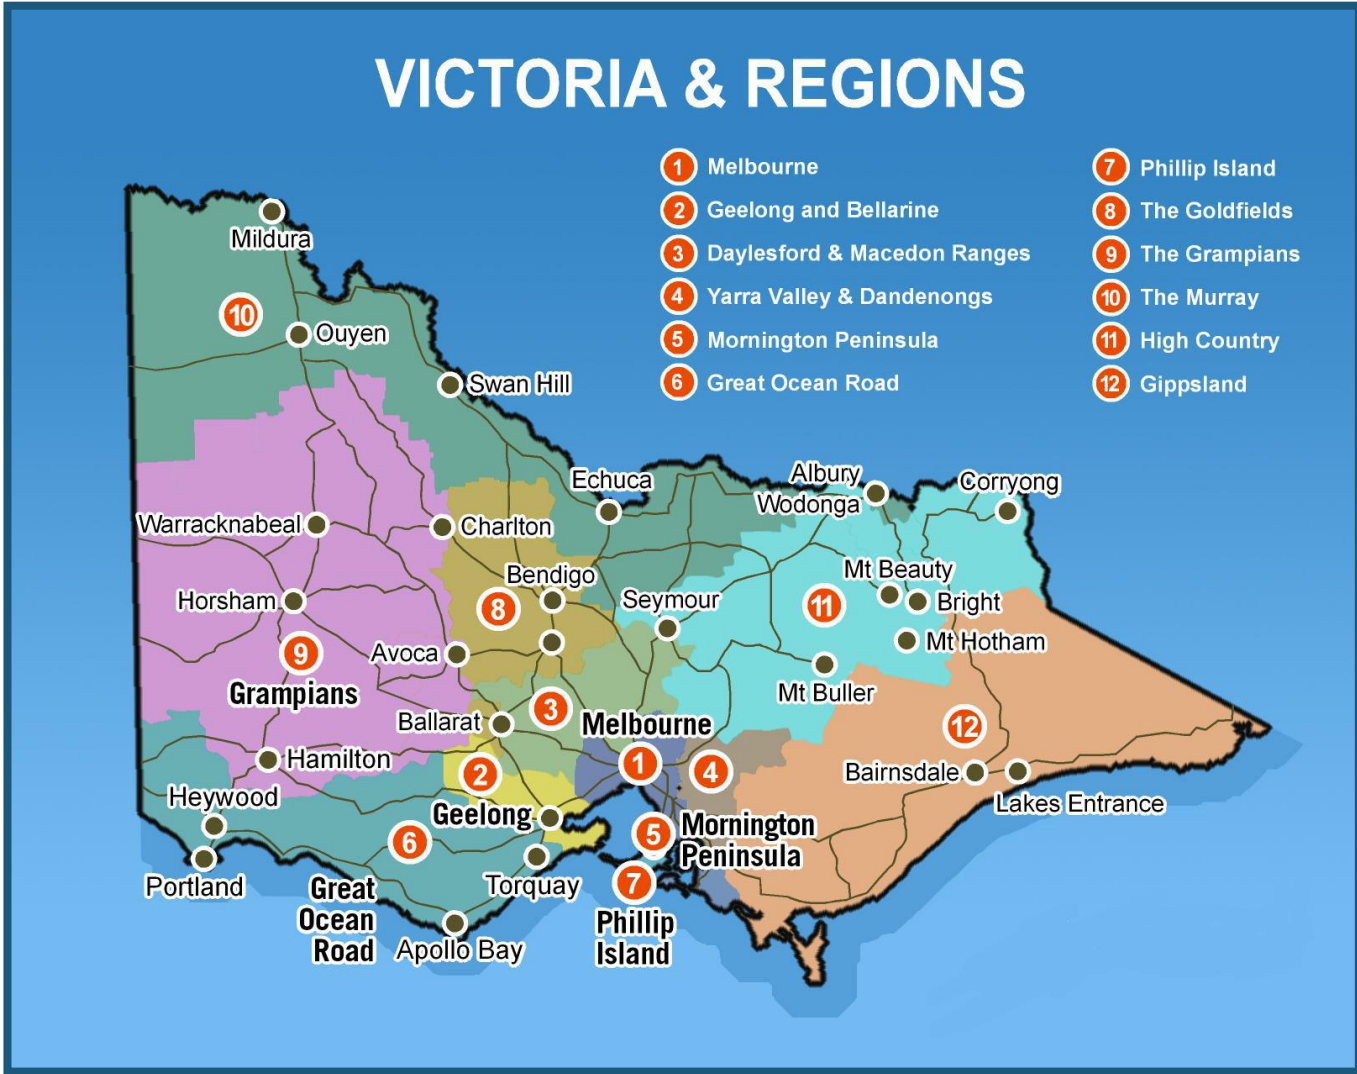 VICTORIA & REGIONS
1 Melbourne
2 Geelong and Bellarine
3 Daylesford & Macedon Ranges
4 Yarra Valley & Dandenongs
5 Mornington Peninsula
6 Great Ocean Road
7 Phillip Island
8 The Goldfields
9 The Grampians
10 The Murray
11 High Country
12 Gippsland
Mildura
10
Ouyen
Swan Hill
Echuca
Albury
Wodonga
Corryong
Warracknabeal
Charlton
Bendigo
Mt Beauty
Horsham
8
Seymour
11
Bright
Avoca
Mt Hotham
9
Grampians
Mt Buller
Ballarat
3
Melbourne
12
Hamilton
2
1
4
Bairnsdale
Heywood
Geelong
Lakes Entrance
6
5
Mornington
Peninsula
Portland
Great
Ocean
Road
Torquay
7
Apollo Bay
Phillip
Island